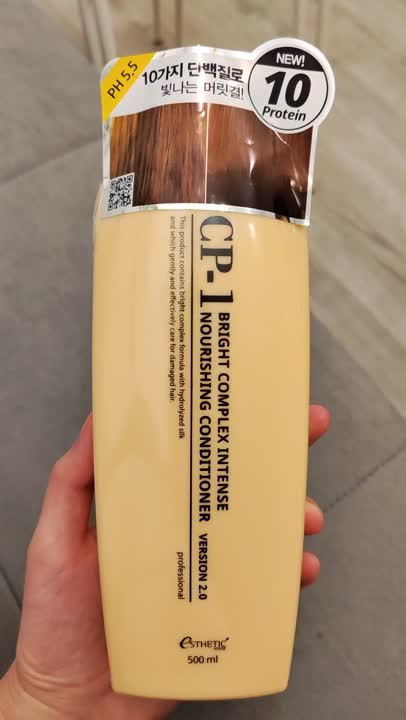 PH 5.5
10가지 단백질로
빛나는 머릿결!
NEW!
10
Protein
CP-1
BRIGHT COMPLEX INTENSE
NOURISHING CONDITIONER VERSION 2.0
This product contains bright complex formula with hydrolyzed silk
and which gently and effectively care for damaged hair.
professional
eSTHETIC
500 ml